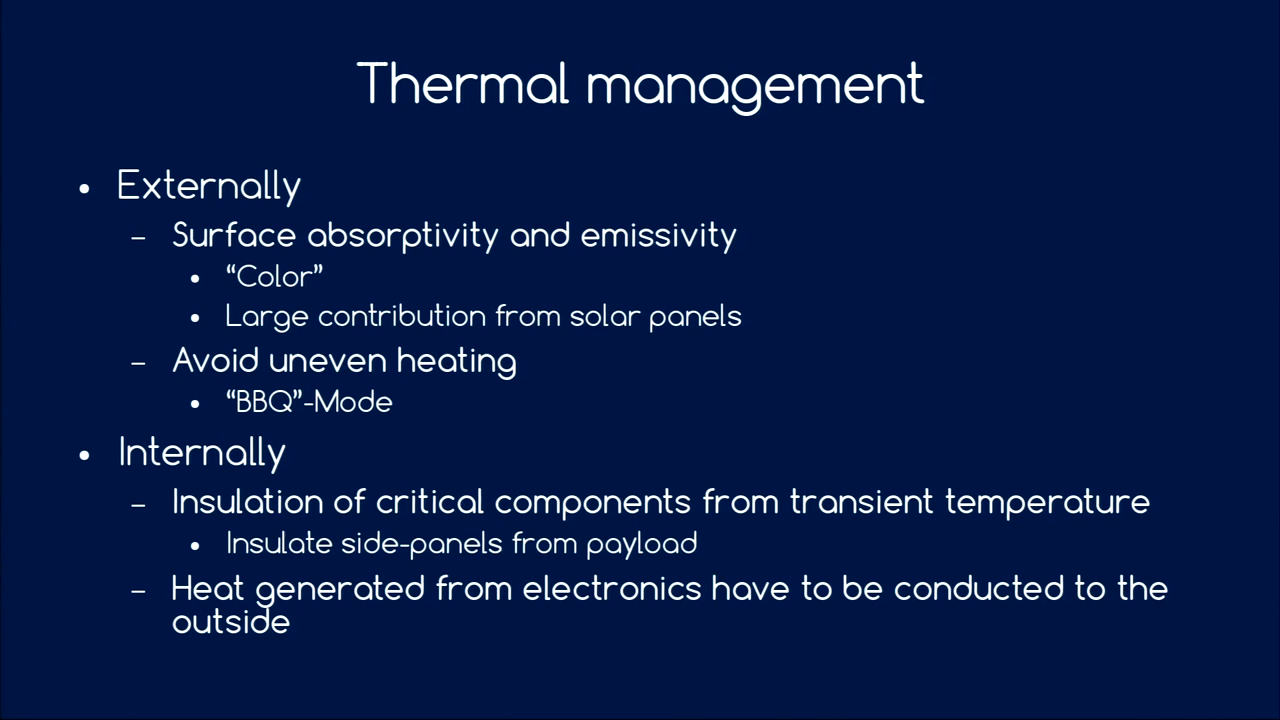 Thermal management
• Externally
– Surface absorptivity and emissivity
• “Color”
• Large contribution from solar panels
– Avoid uneven heating
• “BBQ”-Mode
• Internally
– Insulation of critical components from transient temperature
• Insulate side-panels from payload
– Heat generated from electronics have to be conducted to the
outside